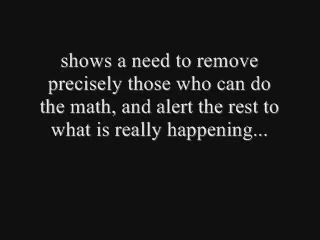 shows a need to remove
precisely those who can do
the math, and alert the rest to
what is really happening...